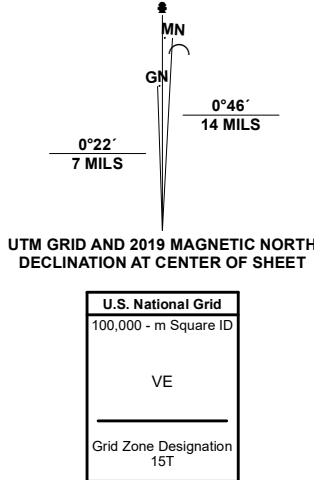 MN
GN
0°46´
14 MILS
0°22´
7 MILS
UTM GRID AND 2019 MAGNETIC NORTH
DECLINATION AT CENTER OF SHEET
U.S. National Grid
100,000 - m Square ID
VE
Grid Zone Designation
15T